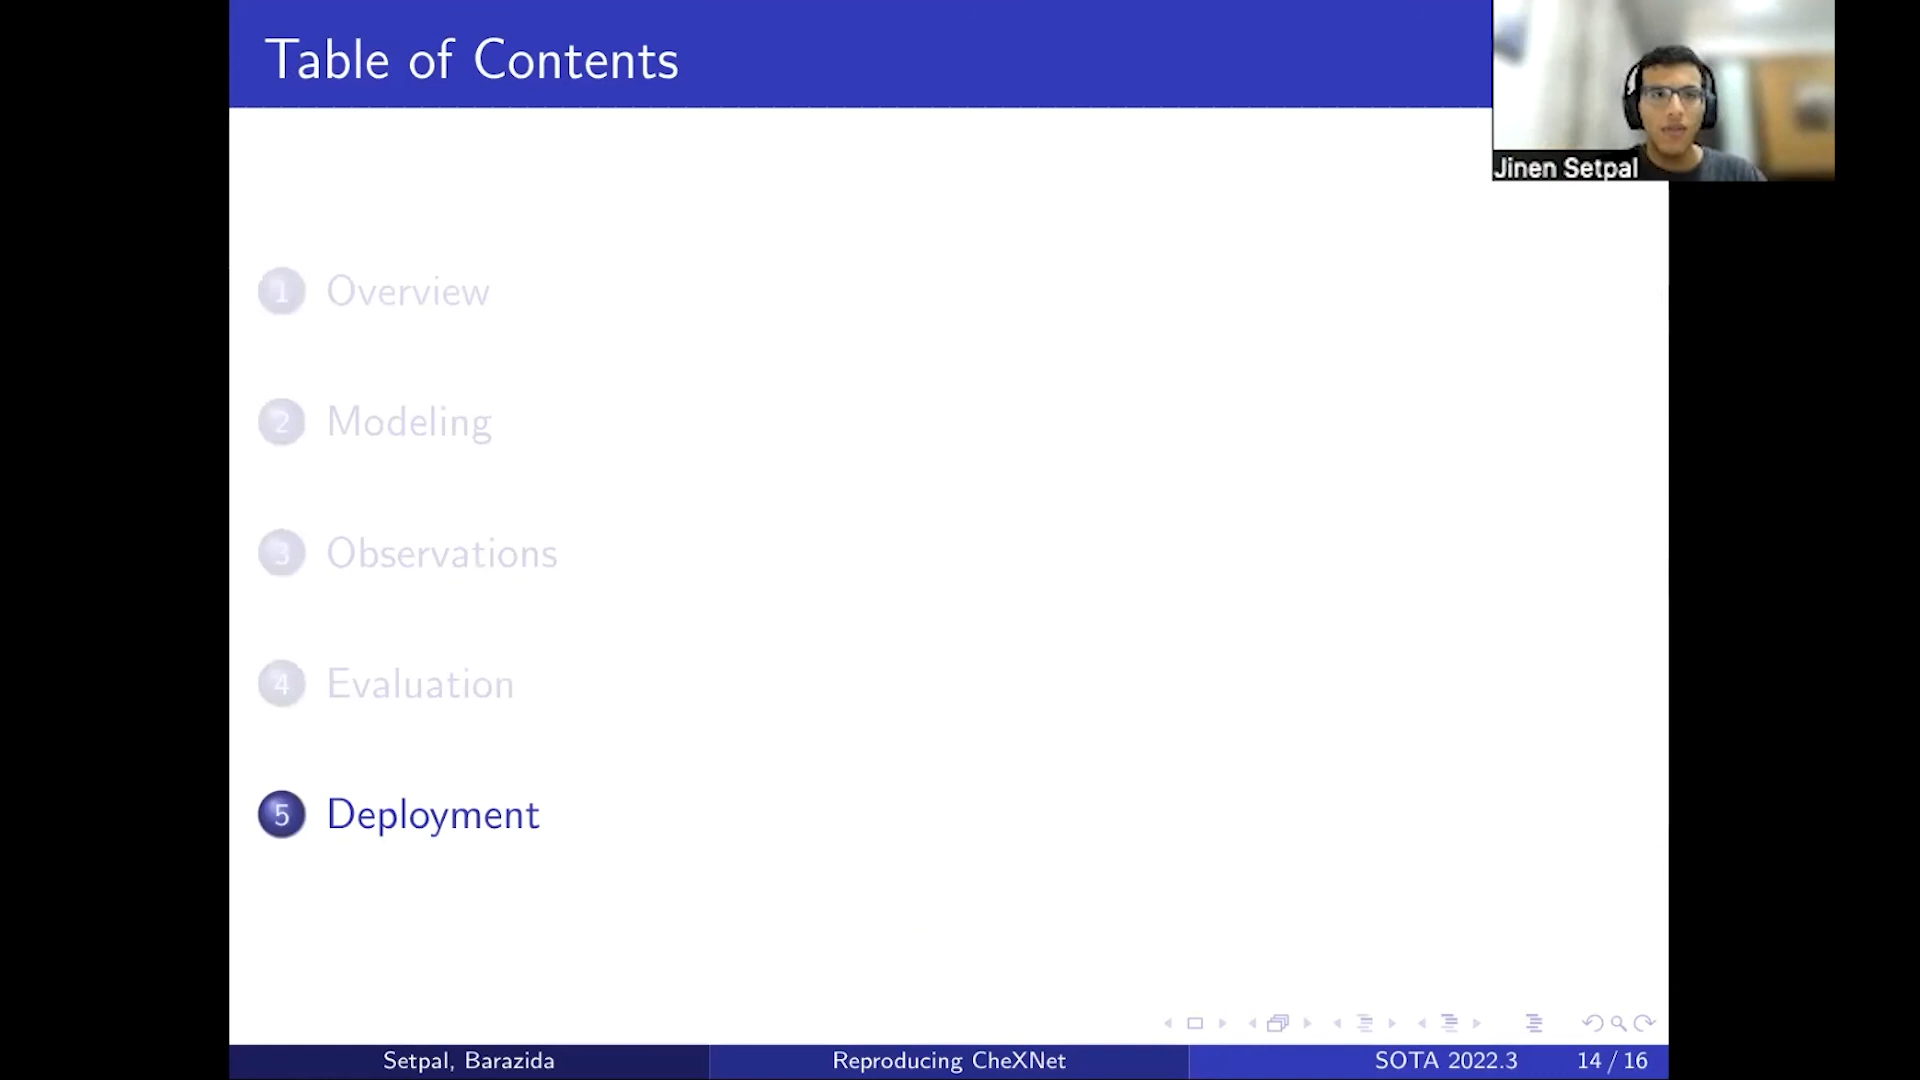 Table of Contents
Jinen Setpal
1 Overview
2 Modeling
3 Observations
4 Evaluation
5 Deployment
Setpal, Barazida
Reproducing CheXNet
SOTA 2022.3
14 / 16